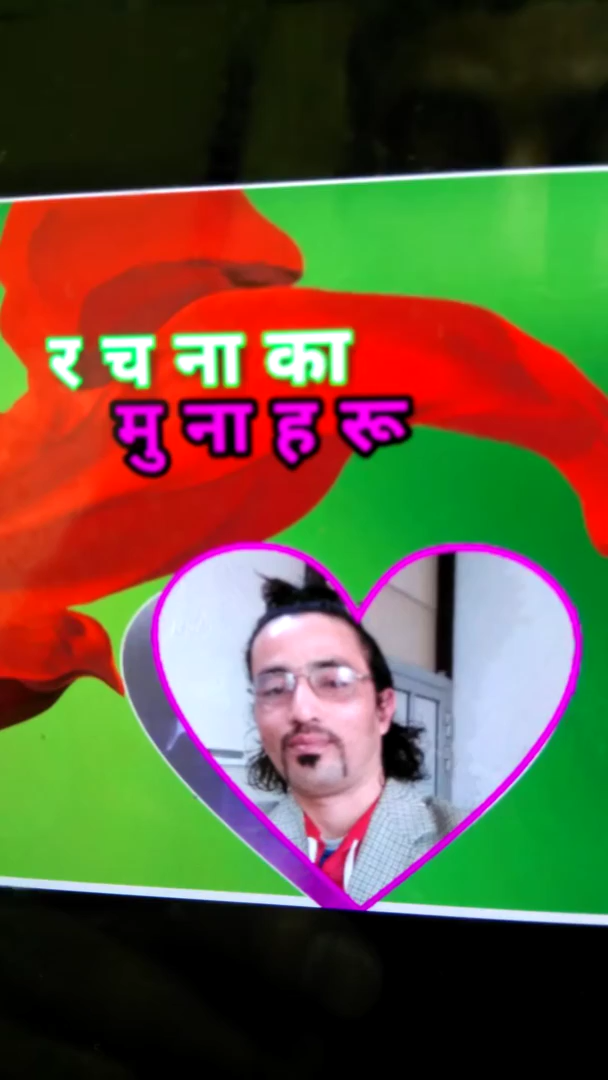 र च ना का
मु ना ह रू